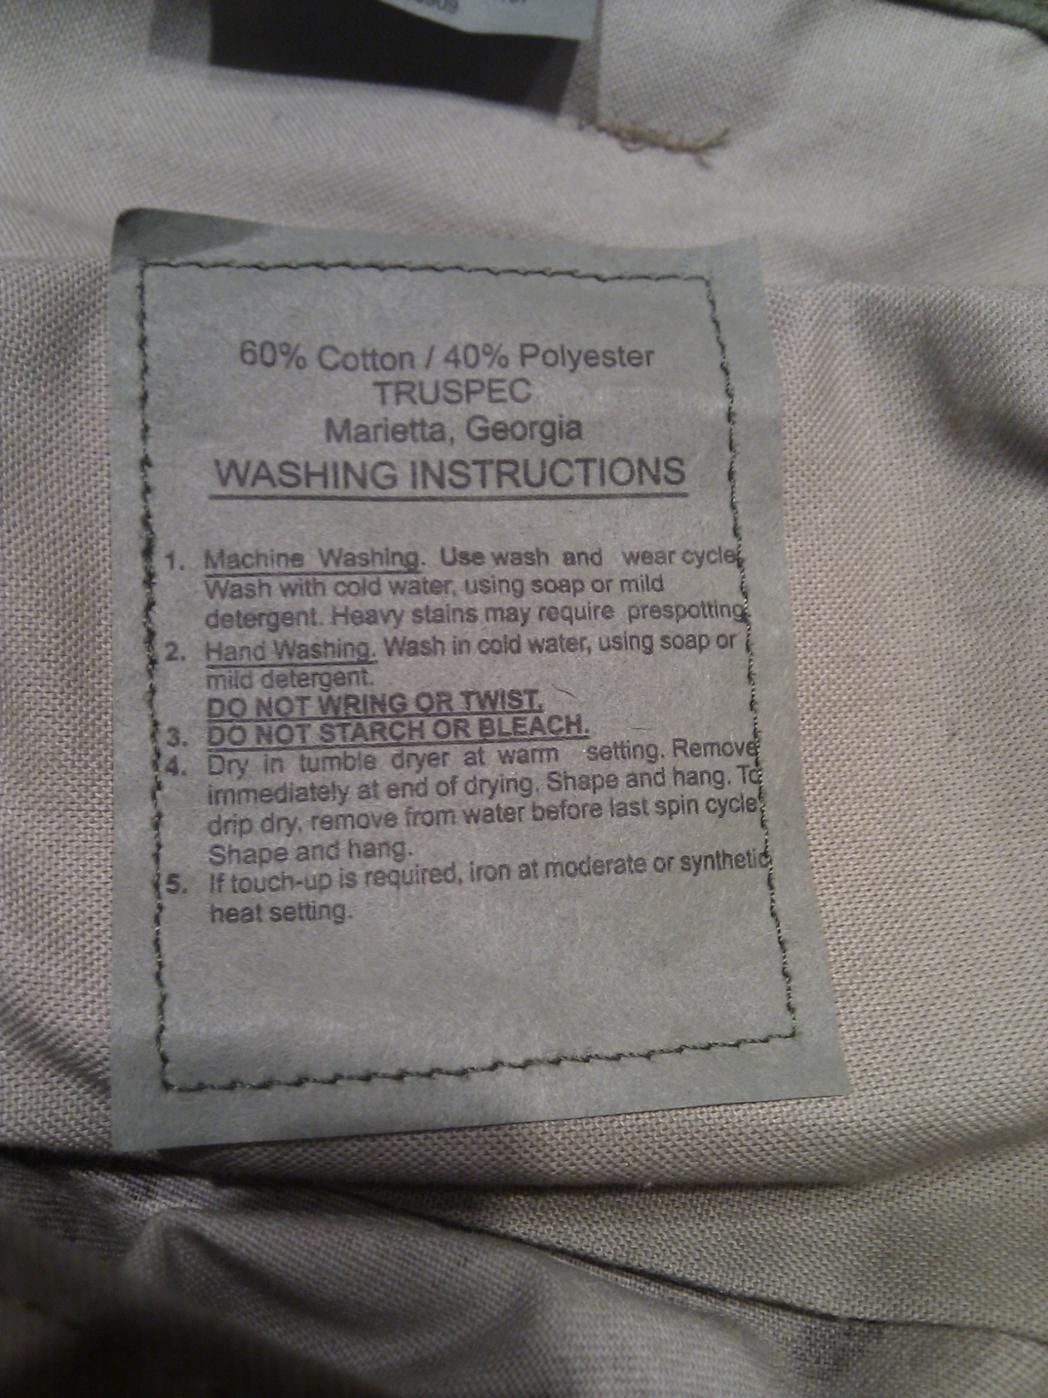 60% Cotton / 40% Polyester
TRUSPEC
Marietta, Georgia
WASHING INSTRUCTIONS
1. Machine Washing. Use wash and wear cycle
Wash with cold water, using soap or mild
detergent. Heavy stains may require prespotting
2. Hand Washing. Wash in cold water, using soap or
mild detergent.
DO NOT WRING OR TWIST.
3. DO NOT STARCH OR BLEACH.
4. Dry in tumble dryer at warm setting. Remove
immediately at end of drying. Shape and hang. To
drip dry, remove from water before last spin cycle
Shape and hang.
5. If touch-up is required, iron at moderate or synthetic
heat setting.